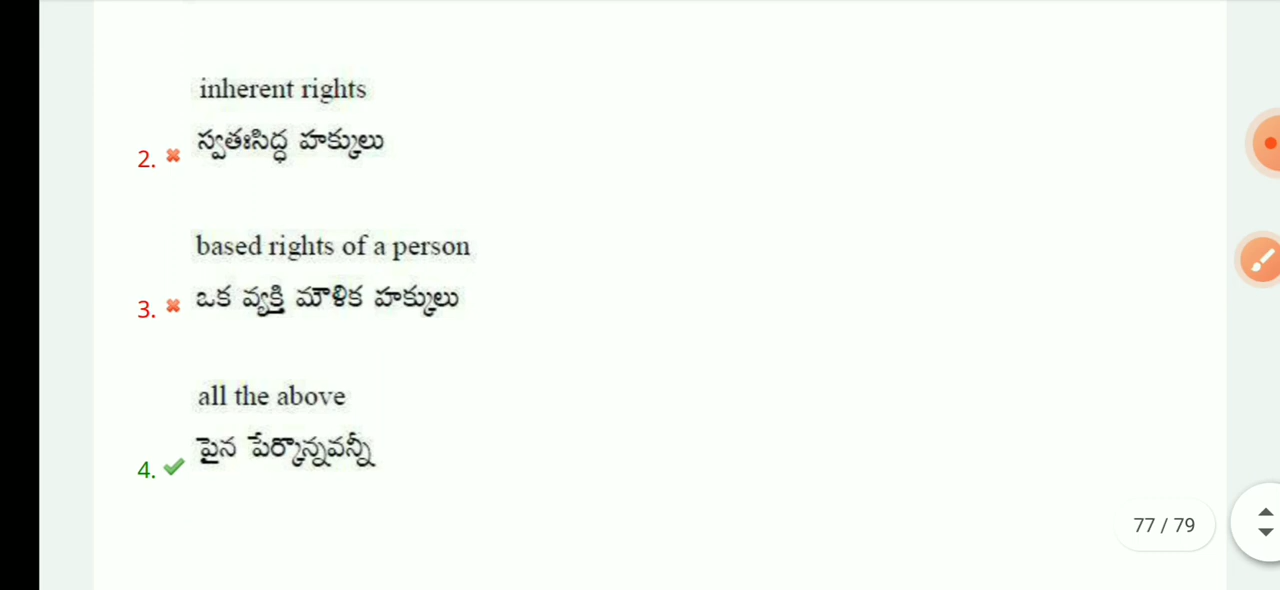 inherent rights
స్వతఃసిద్ధ హక్కులు
2.
based rights of a person
ఒక వ్యక్తి మౌళిక హక్కులు
3.
all the above
పైన పేర్కొన్నవన్నీ
4.
77 / 79